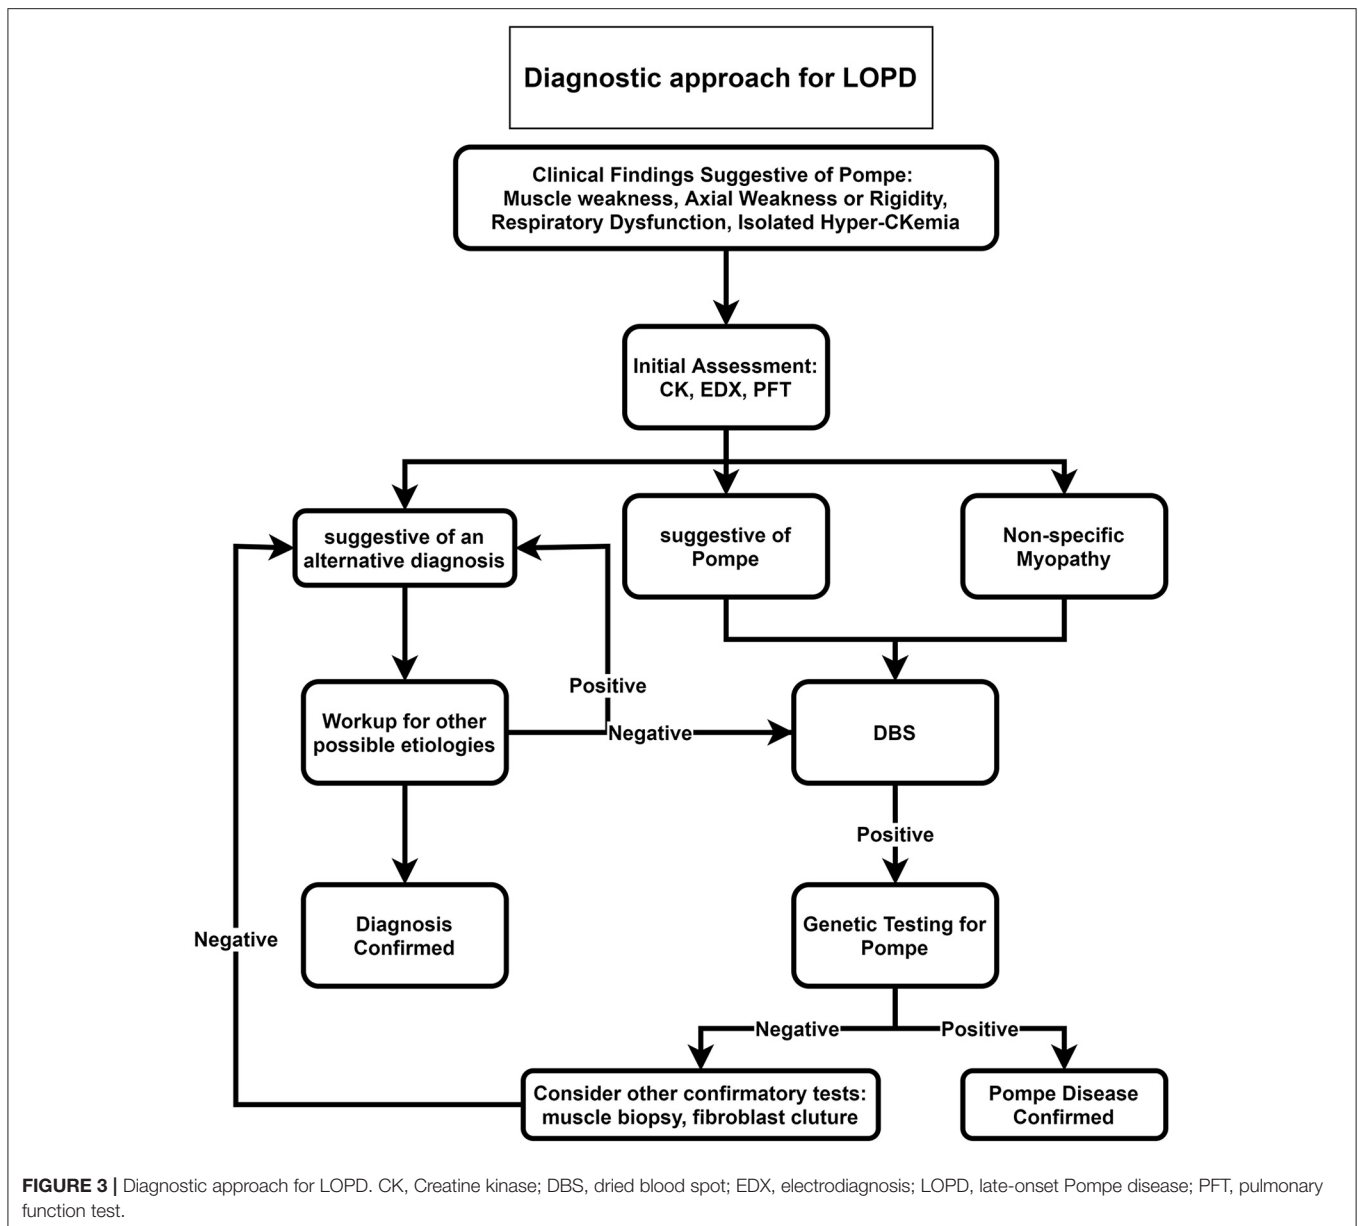 Diagnostic approach for LOPD
Clinical Findings Suggestive of Pompe:
Muscle weakness, Axial Weakness or Rigidity,
Respiratory Dysfunction, Isolated Hyper-CKemia
Initial Assessment:
CK, EDX, PFT
suggestive of an
alternative diagnosis
suggestive of
Pompe
Non-specific
Myopathy
Positive
Workup for other
possible etiologies
Negative
DBS
Positive
Diagnosis
Confirmed
Genetic Testing for
Pompe
Negative
Negative
Positive
Consider other confirmatory tests:
muscle biopsy, fibroblast cluture
Pompe Disease
Confirmed
FIGURE 3 | Diagnostic approach for LOPD. CK, Creatine kinase; DBS, dried blood spot; EDX, electrodiagnosis; LOPD, late-onset Pompe disease; PFT, pulmonary
function test.